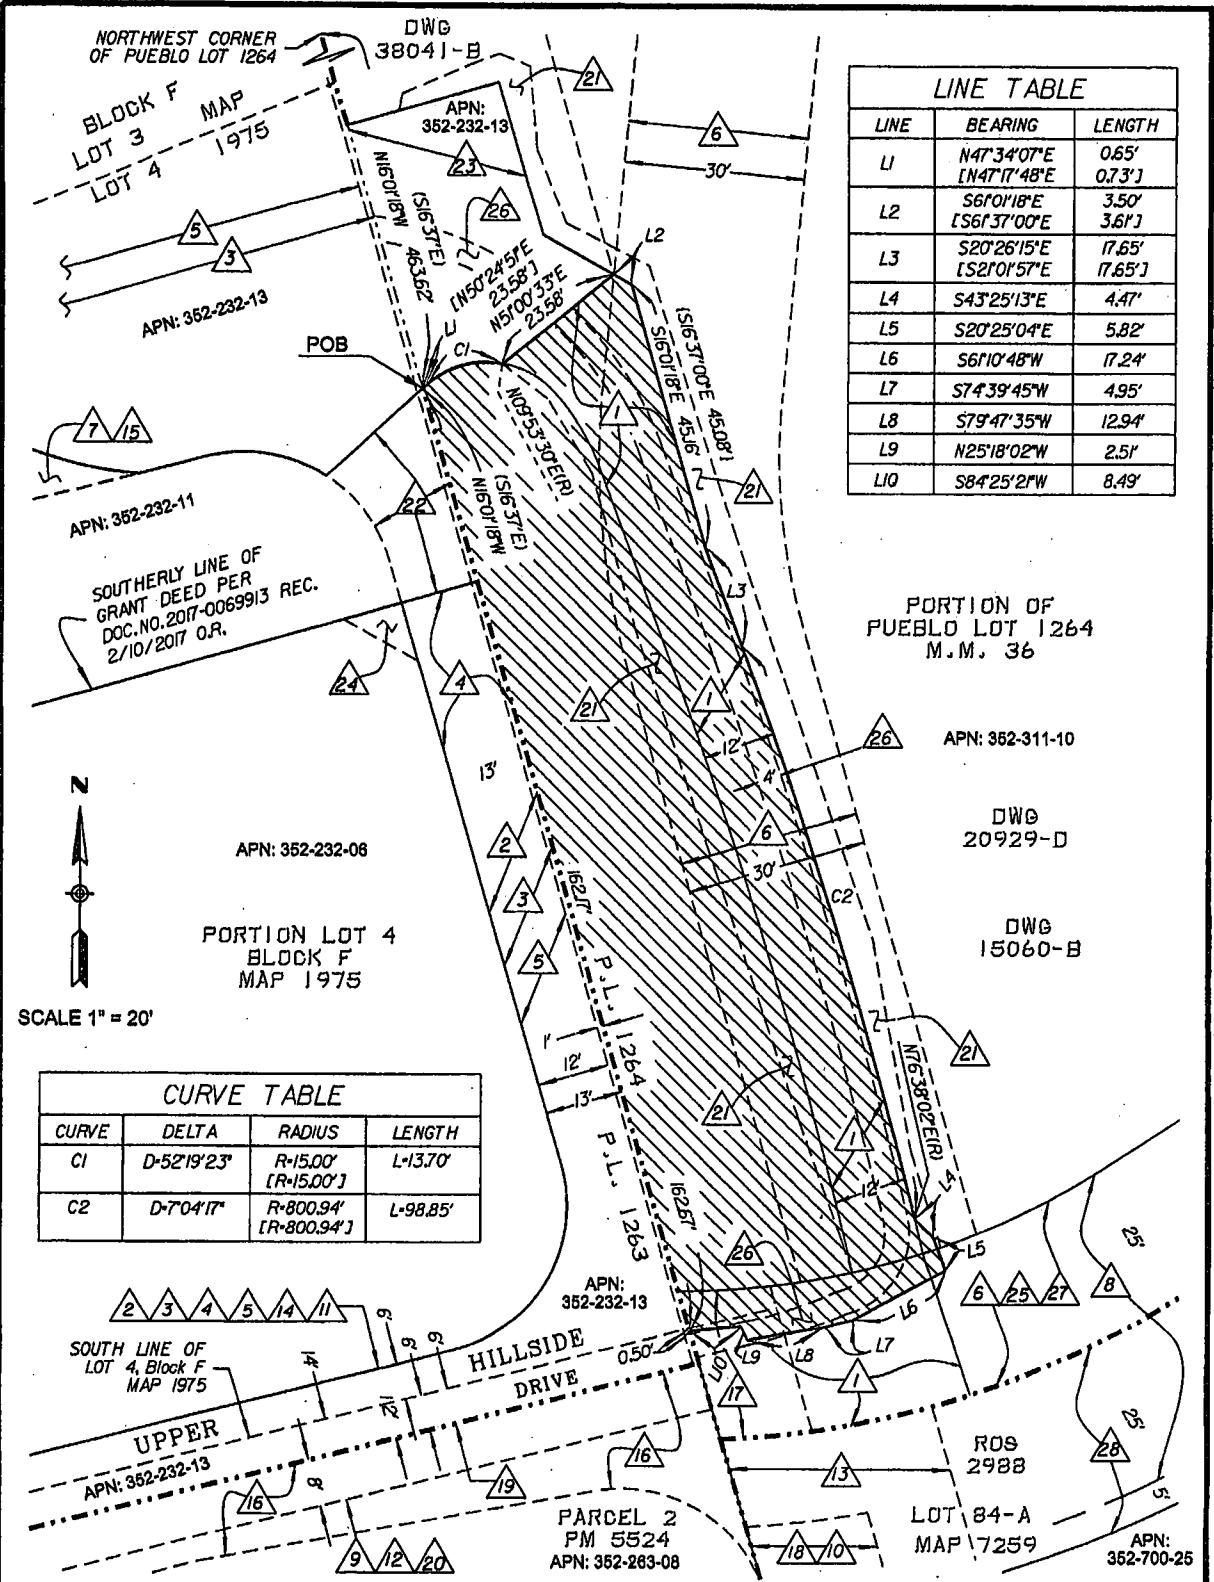 NORTHWEST CORNER
OF PUEBLO LOT 1264
DWG
38041-B
BLOCK F
LOT 3 MAP
1975
LOT 4
APN:
352-232-13
21
23
26
6
30'
5
3
APN: 352-232-13
N16°01'18"W
(S16°37'E)
463.62'
L1
C1
[N50°24'51"E
23.58']
N51°00'33"E
23.58'
L2
POB
LINE TABLE
LINE BEARING LENGTH
L1 N47°34'07"E 0.65'
[N47°17'48"E 0.73']
L2 S61°01'18"E 3.50'
[S61°37'00"E 3.61']
L3 S20°26'15"E 17.65'
[S21°01'57"E 17.65']
L4 S43°25'13"E 4.47'
L5 S20°25'04"E 5.82'
L6 S61°10'48"W 17.24'
L7 S74°39'45"W 4.95'
L8 S79°47'35"W 12.94'
L9 N25°18'02"W 2.51'
L10 S84°25'21"W 8.49'
7 15
APN: 352-232-11
22
N09°53'30"E(R)
(S16°37'E)
N16°01'18"W
1
[S16°37'00"E 45.08']
S16°01'18"E 45.16'
21
SOUTHERLY LINE OF
GRANT DEED PER
DOC.NO.2017-0069913 REC.
2/10/2017 O.R.
24
4
L3
21
1
PORTION OF
PUEBLO LOT 1264
M.M. 36
26
APN: 352-311-10
12'
4'
6
30'
DWG
20929-D
DWG
15060-B
C2
N
SCALE 1" = 20'
APN: 352-232-06
PORTION LOT 4
BLOCK F
MAP 1975
13'
2
3
5
162.17'
P.L. 1264
P.L. 1263
1'
12'
13'
21
21
1
12'
N76°38'02"E(R)
L4
L5
CURVE TABLE
CURVE DELTA RADIUS LENGTH
C1 D=52°19'23" R=15.00' L=13.70'
[R=15.00']
C2 D=7°04'17" R=800.94' L=98.85'
[R=800.94']
162.67'
26
APN:
352-232-13
2 3 4 5 14 11
SOUTH LINE OF
LOT 4, Block F
MAP 1975
6'
6'
6'
14'
12'
8'
UPPER HILLSIDE DRIVE
0.50'
L10
L9
L8
L7
L6
6 25 27
8
25'
25'
17
1
28
5'
APN: 352-232-13
16
19
16
13
ROS
2988
9 12 20
PARCEL 2
PM 5524
APN: 352-263-08
18 10
LOT 84-A
MAP 7259
APN:
352-700-25